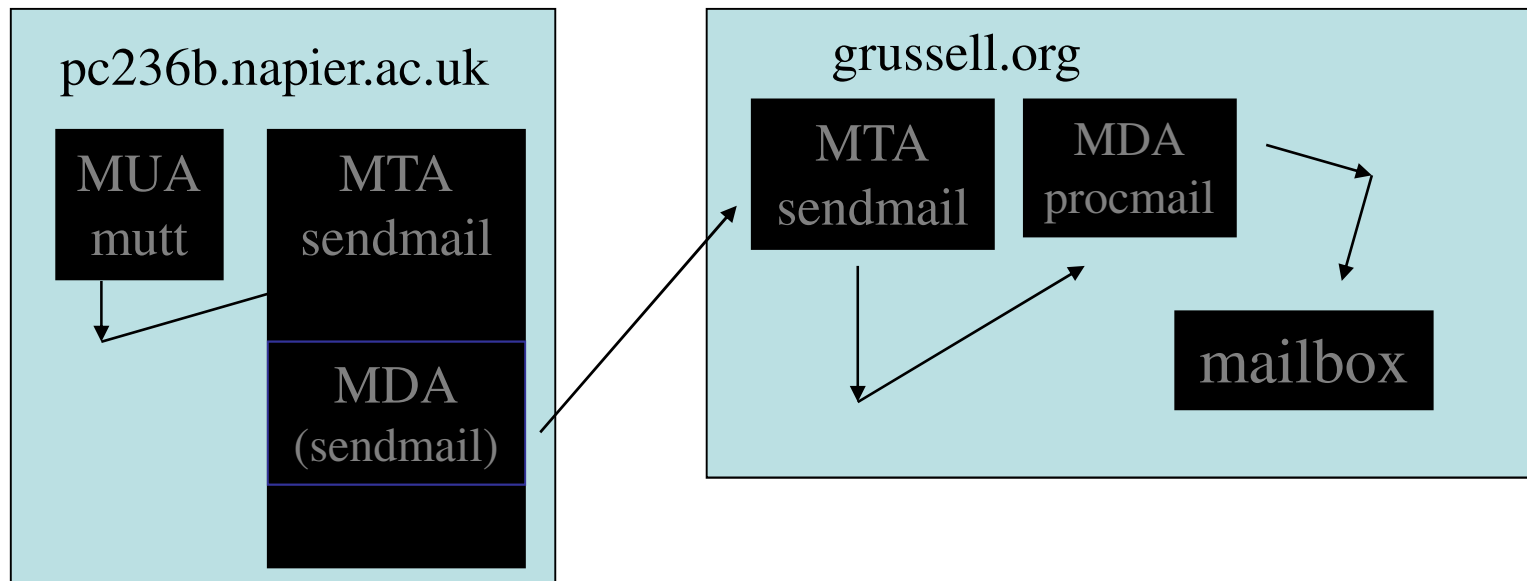 pc236b.napier.ac.uk
MUA
mutt
MTA
sendmail
MDA
(sendmail)
grussell.org
MTA
sendmail
MDA
procmail
mailbox